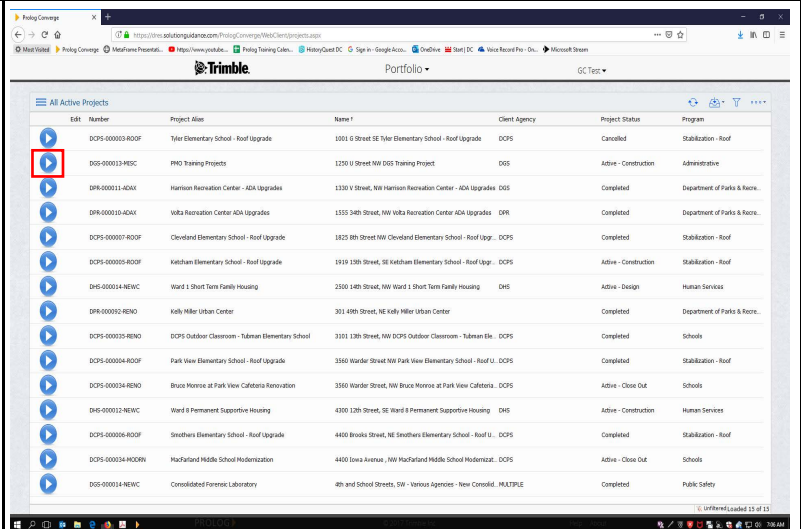 Prolog Converge
https://dres.solutionguidance.com/PrologConverge/WebClient/projects.aspx
Most Visited Prolog Converge MetaFrame Presentati... https://www.youtube... Prolog Training Calen... HistoryQuest DC Sign in - Google Acco... OneDrive Start | DC Voice Record Pro - On... Microsoft Stream
Trimble. Portfolio GC Test
All Active Projects
Edit Number Project Alias Name ↑ Client Agency Project Status Program
DCPS-000003-ROOF Tyler Elementary School - Roof Upgrade 1001 G Street SE Tyler Elementary School - Roof Upgrade DCPS Cancelled Stabilization - Roof
DGS-000013-MISC PMO Training Projects 1250 U Street NW DGS Training Project DGS Active - Construction Administrative
DPR-000011-ADAX Harrison Recreation Center - ADA Upgrades 1330 V Street, NW Harrison Recreation Center - ADA Upgrades DGS Completed Department of Parks & Recre...
DPR-000010-ADAX Volta Recreation Center ADA Upgrades 1555 34th Street, NW Volta Recreation Center ADA Upgrades DPR Completed Department of Parks & Recre...
DCPS-000007-ROOF Cleveland Elementary School - Roof Upgrade 1825 8th Street NW Cleveland Elementary School - Roof Upgr... DCPS Completed Stabilization - Roof
DCPS-000005-ROOF Ketcham Elementary School - Roof Upgrade 1919 15th Street, SE Ketcham Elementary School - Roof Upgr... DCPS Active - Construction Stabilization - Roof
DHS-000014-NEWC Ward 1 Short Term Family Housing 2500 14th Street, NW Ward 1 Short Term Family Housing DHS Active - Design Human Services
DPR-000092-RENO Kelly Miller Urban Center 301 49th Street, NE Kelly Miller Urban Center Completed Department of Parks & Recre...
DCPS-000035-RENO DCPS Outdoor Classroom - Tubman Elementary School 3101 13th Street, NW DCPS Outdoor Classroom - Tubman Ele... DCPS Completed Schools
DCPS-000004-ROOF Park View Elementary School - Roof Upgrade 3560 Warder Street NW Park View Elementary School - Roof U... DCPS Completed Stabilization - Roof
DCPS-000034-RENO Bruce Monroe at Park View Cafeteria Renovation 3560 Warder Street, NW Bruce Monroe at Park View Cafeteria... DCPS Active - Close Out Schools
DHS-000012-NEWC Ward 8 Permanent Supportive Housing 4300 12th Street, SE Ward 8 Permanent Supportive Housing DHS Active - Construction Human Services
DCPS-000006-ROOF Smothers Elementary School - Roof Upgrade 4400 Brooks Street, NE Smothers Elementary School - Roof U... DCPS Completed Stabilization - Roof
DCPS-000034-MODRN MacFarland Middle School Modernization 4400 Iowa Avenue , NW MacFarland Middle School Modernizat... DCPS Active - Close Out Schools
DGS-000014-NEWC Consolidated Forensic Laboratory 4th and School Streets, SW - Various Agencies - New Consolid... MULTIPLE Completed Public Safety
Unfiltered Loaded 15 of 15
PROLOG
7:06 AM